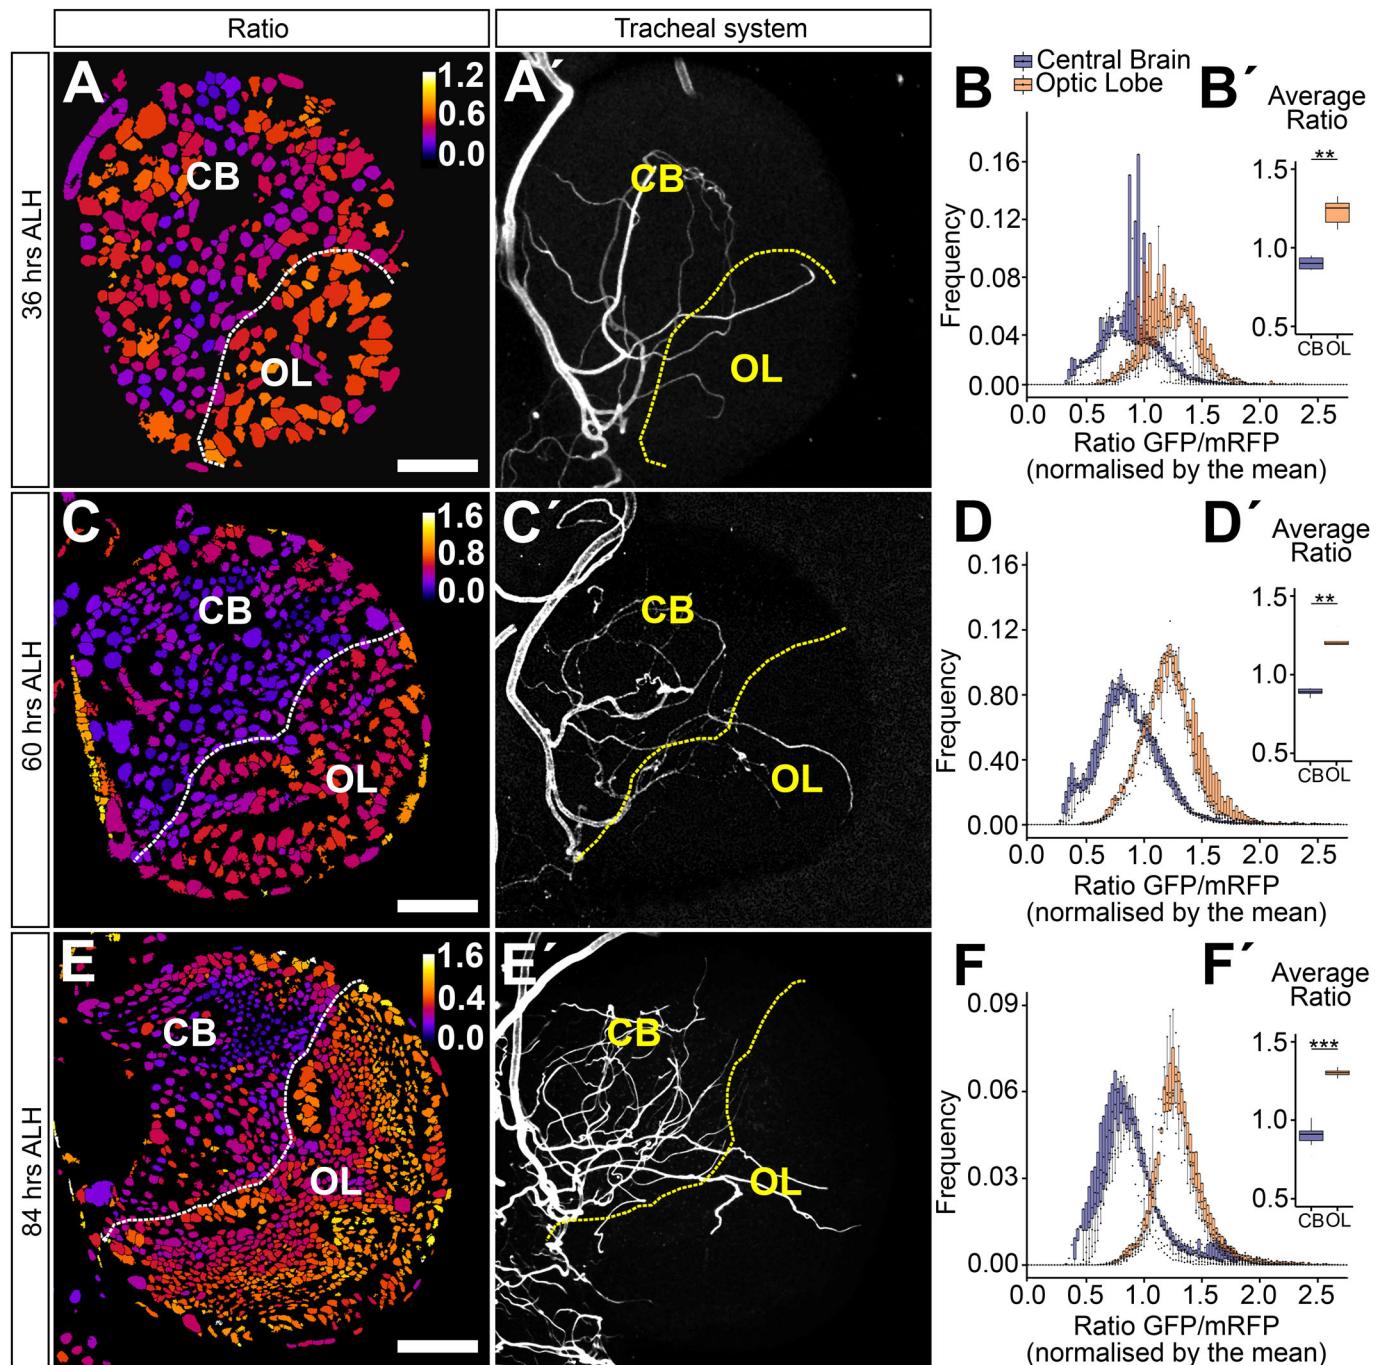 Ratio
Tracheal system
36 hrs ALH
A
1.2
0.6
0.0
CB
OL
A´
CB
OL
Central Brain
Optic Lobe
B
0.16
0.12
0.08
0.04
0.00
Frequency
0.0 0.5 1.0 1.5 2.0 2.5
Ratio GFP/mRFP
(normalised by the mean)
B´
Average
Ratio
1.5
**
1.0
0.5
CB OL
60 hrs ALH
C
1.6
0.8
0.0
CB
OL
C´
CB
OL
D
0.16
0.12
0.80
0.40
0.00
Frequency
0.0 0.5 1.0 1.5 2.0 2.5
Ratio GFP/mRFP
(normalised by the mean)
D´
Average
Ratio
1.5
**
1.0
0.5
CB OL
84 hrs ALH
E
1.6
0.4
0.0
CB
OL
E´
CB
OL
F
0.09
0.06
0.03
0.00
Frequency
0.0 0.5 1.0 1.5 2.0 2.5
Ratio GFP/mRFP
(normalised by the mean)
F´
Average
Ratio
1.5
***
1.0
0.5
CB OL